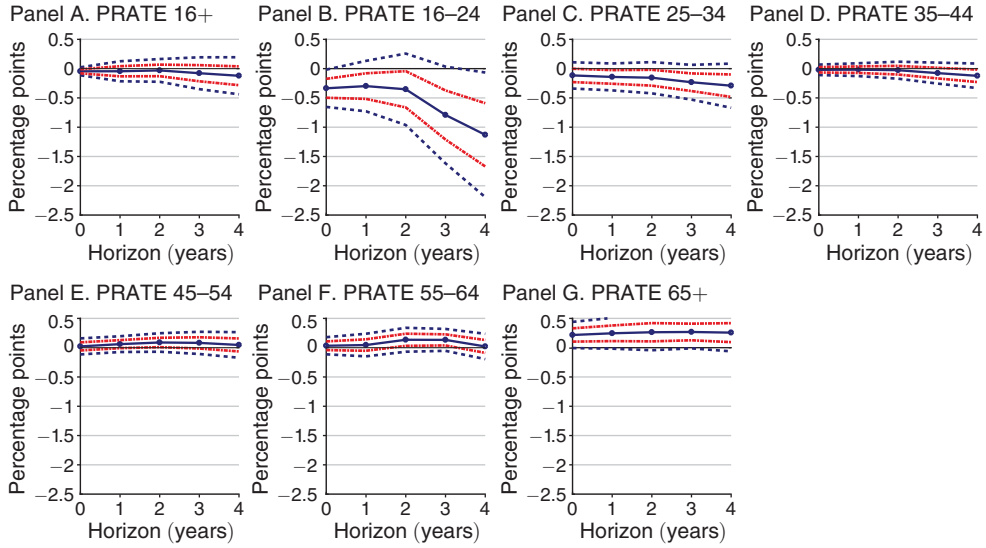 Panel A. PRATE 16+
Panel B. PRATE 16–24
Panel C. PRATE 25–34
Panel D. PRATE 35–44
Percentage points
0.5
0
−0.5
−1
−1.5
−2
−2.5
0 1 2 3 4
Horizon (years)
Percentage points
0.5
0
−0.5
−1
−1.5
−2
−2.5
0 1 2 3 4
Horizon (years)
Percentage points
0.5
0
−0.5
−1
−1.5
−2
−2.5
0 1 2 3 4
Horizon (years)
Percentage points
0.5
0
−0.5
−1
−1.5
−2
−2.5
0 1 2 3 4
Horizon (years)
Panel E. PRATE 45–54
Panel F. PRATE 55–64
Panel G. PRATE 65+
Percentage points
0.5
0
−0.5
−1
−1.5
−2
−2.5
0 1 2 3 4
Horizon (years)
Percentage points
0.5
0
−0.5
−1
−1.5
−2
−2.5
0 1 2 3 4
Horizon (years)
Percentage points
0.5
0
−0.5
−1
−1.5
−2
−2.5
0 1 2 3 4
Horizon (years)